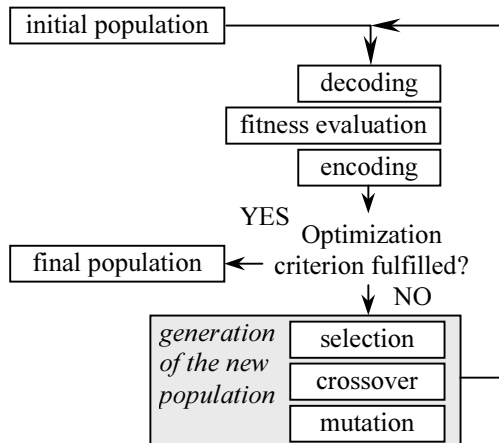 initial population
decoding
fitness evaluation
encoding
YES
Optimization
criterion fulfilled?
final population
NO
generation
of the new
population
selection
crossover
mutation